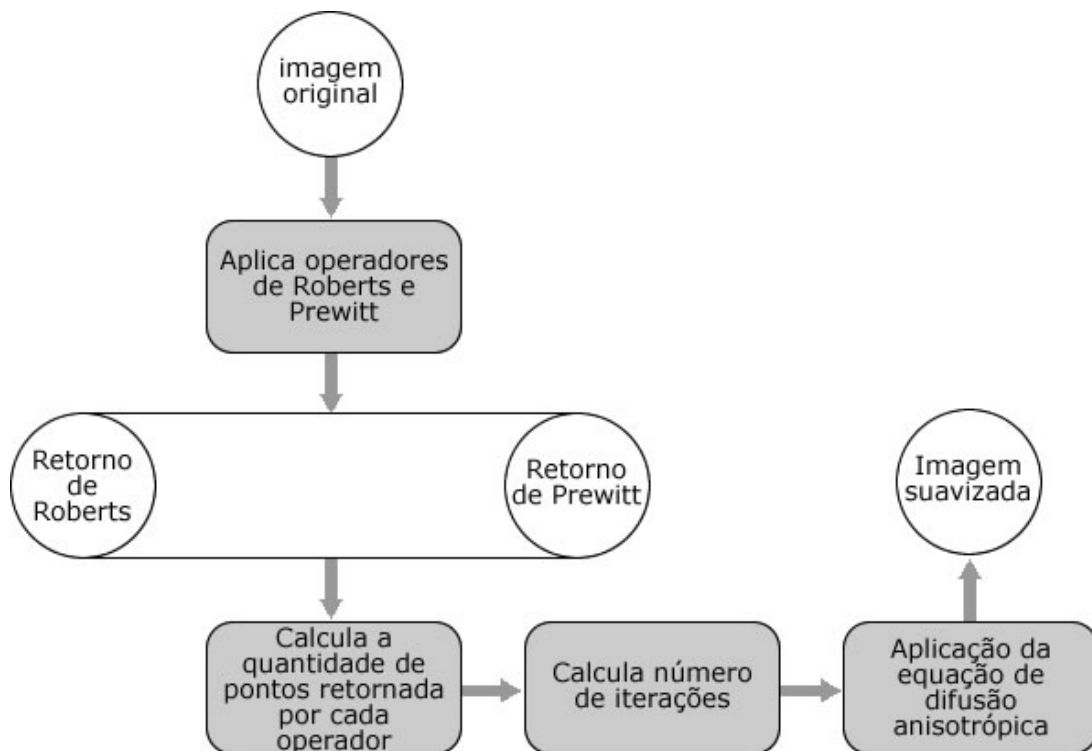 imagem
original
Aplica operadores
de Roberts e
Prewitt
Retorno
de
Roberts
Retorno
de Prewitt
Imagem
suavizada
Calcula a
quantidade de
pontos retornada
por cada
operador
Calcula número
de iterações
Aplicação da
equação de
difusão
anisotrópica